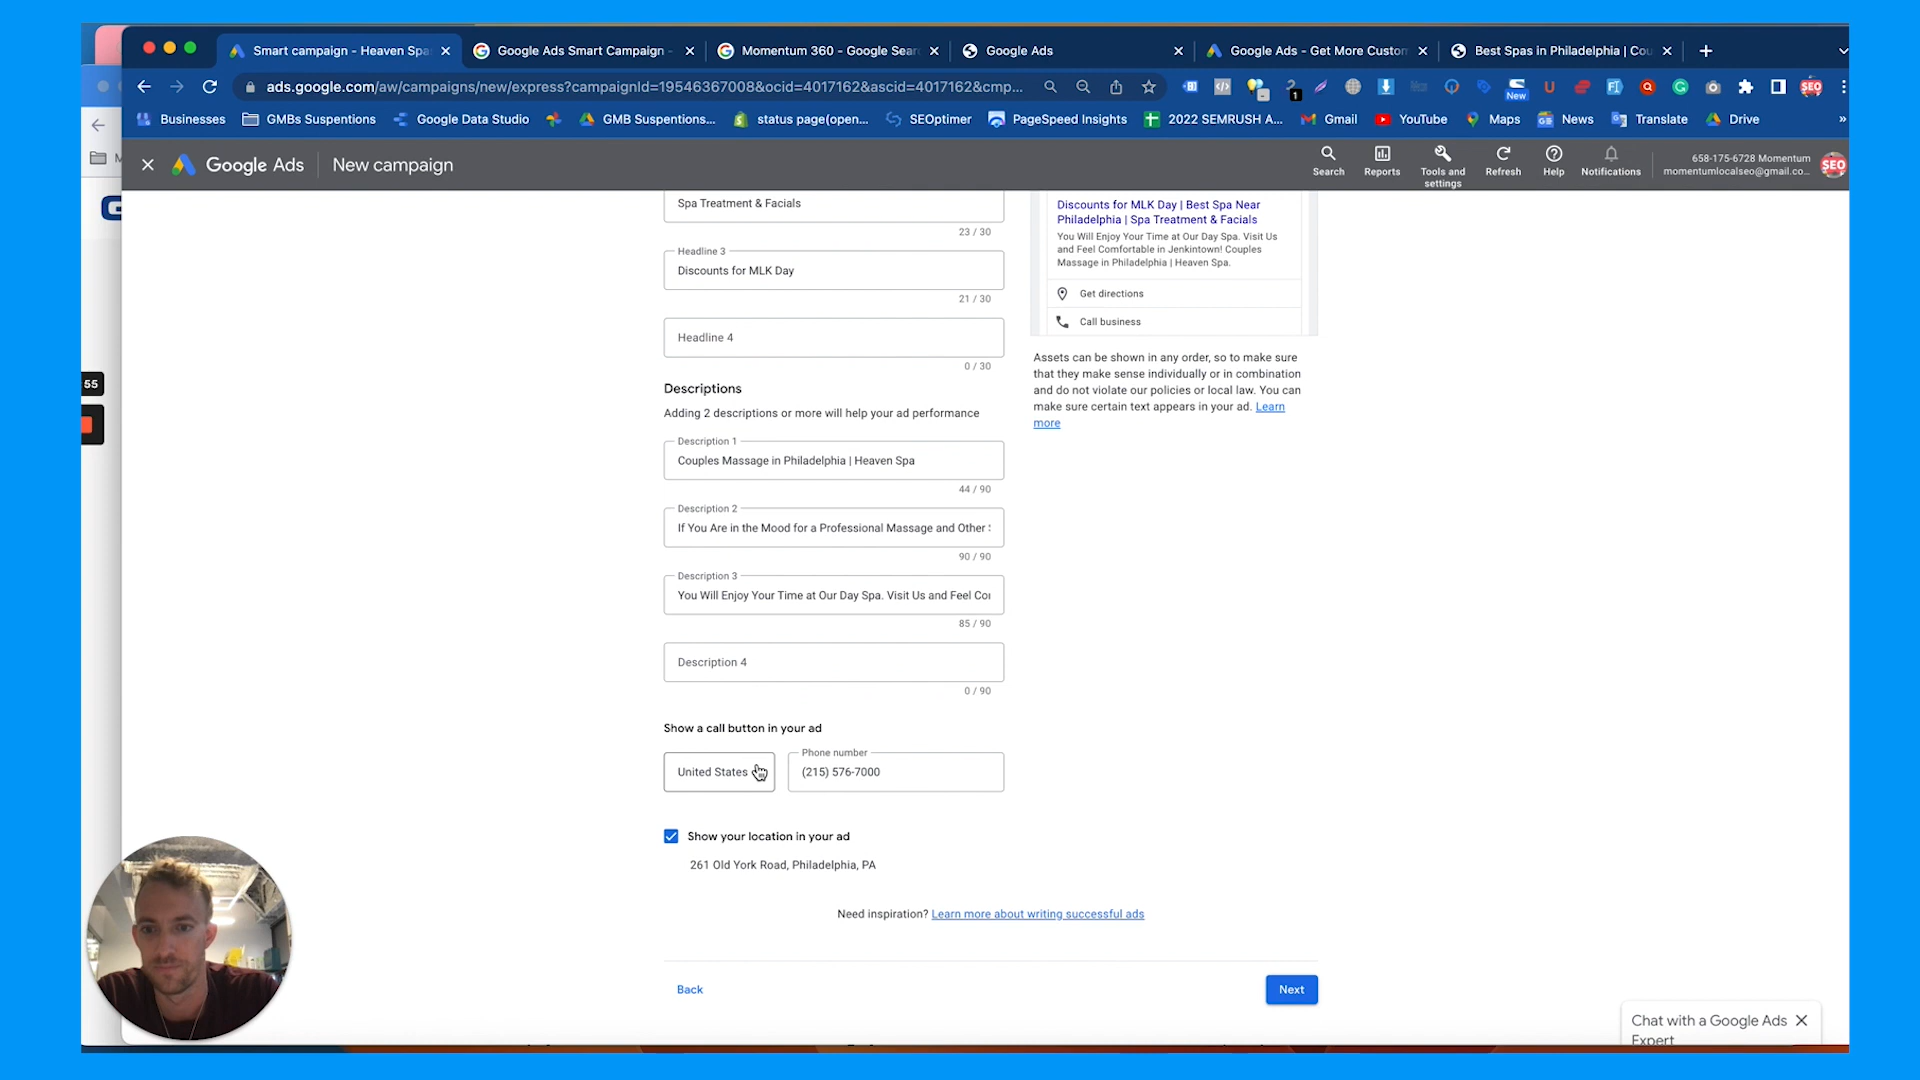 Smart campaign - Heaven Spa
Google Ads Smart Campaign -
Momentum 360 - Google Sear
Google Ads
Google Ads - Get More Custom
Best Spas in Philadelphia | Cou
ads.google.com/aw/campaigns/new/express?campaignId=19546367008&ocid=4017162&ascid=4017162&cmp...
1
New
SEO
Businesses
GMBs Suspentions
Google Data Studio
GMB Suspentions...
status page(open...
SEOptimer
PageSpeed Insights
2022 SEMRUSH A...
Gmail
YouTube
Maps
News
Translate
Drive
»
Google Ads
New campaign
Search
Reports
Tools and
settings
Refresh
Help
Notifications
658-175-6728 Momentum
momentumlocalseo@gmail.co...
SEO
Spa Treatment & Facials
23 / 30
Headline 3
Discounts for MLK Day
21 / 30
Headline 4
0 / 30
Descriptions
Adding 2 descriptions or more will help your ad performance
Description 1
Couples Massage in Philadelphia | Heaven Spa
44 / 90
Description 2
If You Are in the Mood for a Professional Massage and Other
90 / 90
Description 3
You Will Enjoy Your Time at Our Day Spa. Visit Us and Feel Co
85 / 90
Description 4
0 / 90
Show a call button in your ad
United States
Phone number
(215) 576-7000
Show your location in your ad
261 Old York Road, Philadelphia, PA
Need inspiration? Learn more about writing successful ads
Back
Next
Discounts for MLK Day | Best Spa Near
Philadelphia | Spa Treatment & Facials
You Will Enjoy Your Time at Our Day Spa. Visit Us
and Feel Comfortable in Jenkintown! Couples
Massage in Philadelphia | Heaven Spa.
Get directions
Call business
Assets can be shown in any order, so to make sure
that they make sense individually or in combination
and do not violate our policies or local law. You can
make sure certain text appears in your ad. Learn
more
Chat with a Google Ads
Expert
55